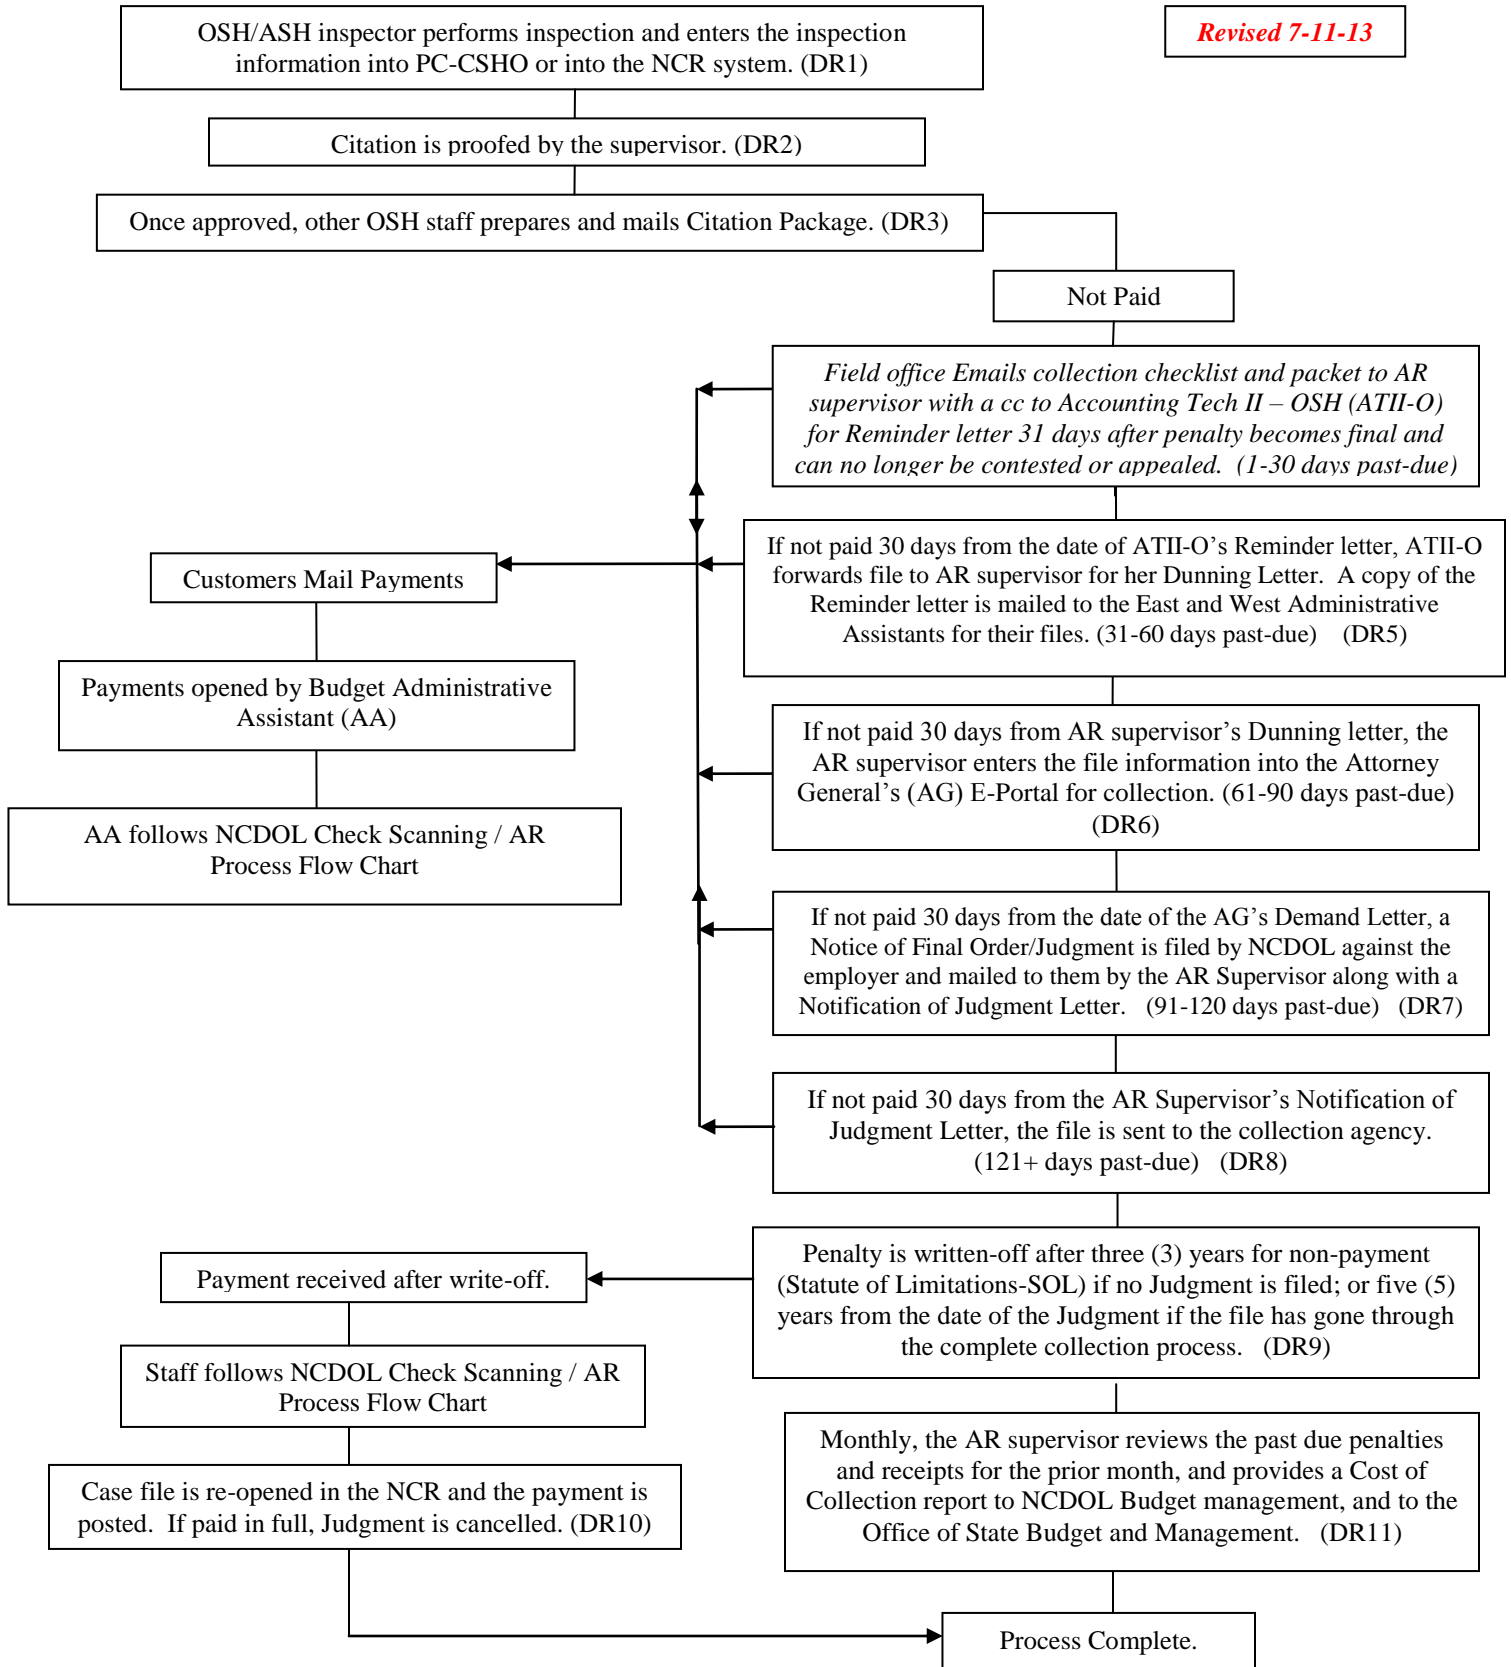 OSH/ASH inspector performs inspection and enters the inspection
information into PC-CSHO or into the NCR system. (DR1)
Revised 7-11-13
Citation is proofed by the supervisor. (DR2)
Once approved, other OSH staff prepares and mails Citation Package. (DR3)
Not Paid
Field office Emails collection checklist and packet to AR
supervisor with a cc to Accounting Tech II – OSH (ATII-O)
for Reminder letter 31 days after penalty becomes final and
can no longer be contested or appealed. (1-30 days past-due)
If not paid 30 days from the date of ATII-O’s Reminder letter, ATII-O
forwards file to AR supervisor for her Dunning Letter. A copy of the
Reminder letter is mailed to the East and West Administrative
Assistants for their files. (31-60 days past-due) (DR5)
Customers Mail Payments
Payments opened by Budget Administrative
Assistant (AA)
AA follows NCDOL Check Scanning / AR
Process Flow Chart
If not paid 30 days from AR supervisor’s Dunning letter, the
AR supervisor enters the file information into the Attorney
General’s (AG) E-Portal for collection. (61-90 days past-due)
(DR6)
If not paid 30 days from the date of the AG’s Demand Letter, a
Notice of Final Order/Judgment is filed by NCDOL against the
employer and mailed to them by the AR Supervisor along with a
Notification of Judgment Letter. (91-120 days past-due) (DR7)
If not paid 30 days from the AR Supervisor’s Notification of
Judgment Letter, the file is sent to the collection agency.
(121+ days past-due) (DR8)
Penalty is written-off after three (3) years for non-payment
(Statute of Limitations-SOL) if no Judgment is filed; or five (5)
years from the date of the Judgment if the file has gone through
the complete collection process. (DR9)
Payment received after write-off.
Staff follows NCDOL Check Scanning / AR
Process Flow Chart
Case file is re-opened in the NCR and the payment is
posted. If paid in full, Judgment is cancelled. (DR10)
Monthly, the AR supervisor reviews the past due penalties
and receipts for the prior month, and provides a Cost of
Collection report to NCDOL Budget management, and to the
Office of State Budget and Management. (DR11)
Process Complete.